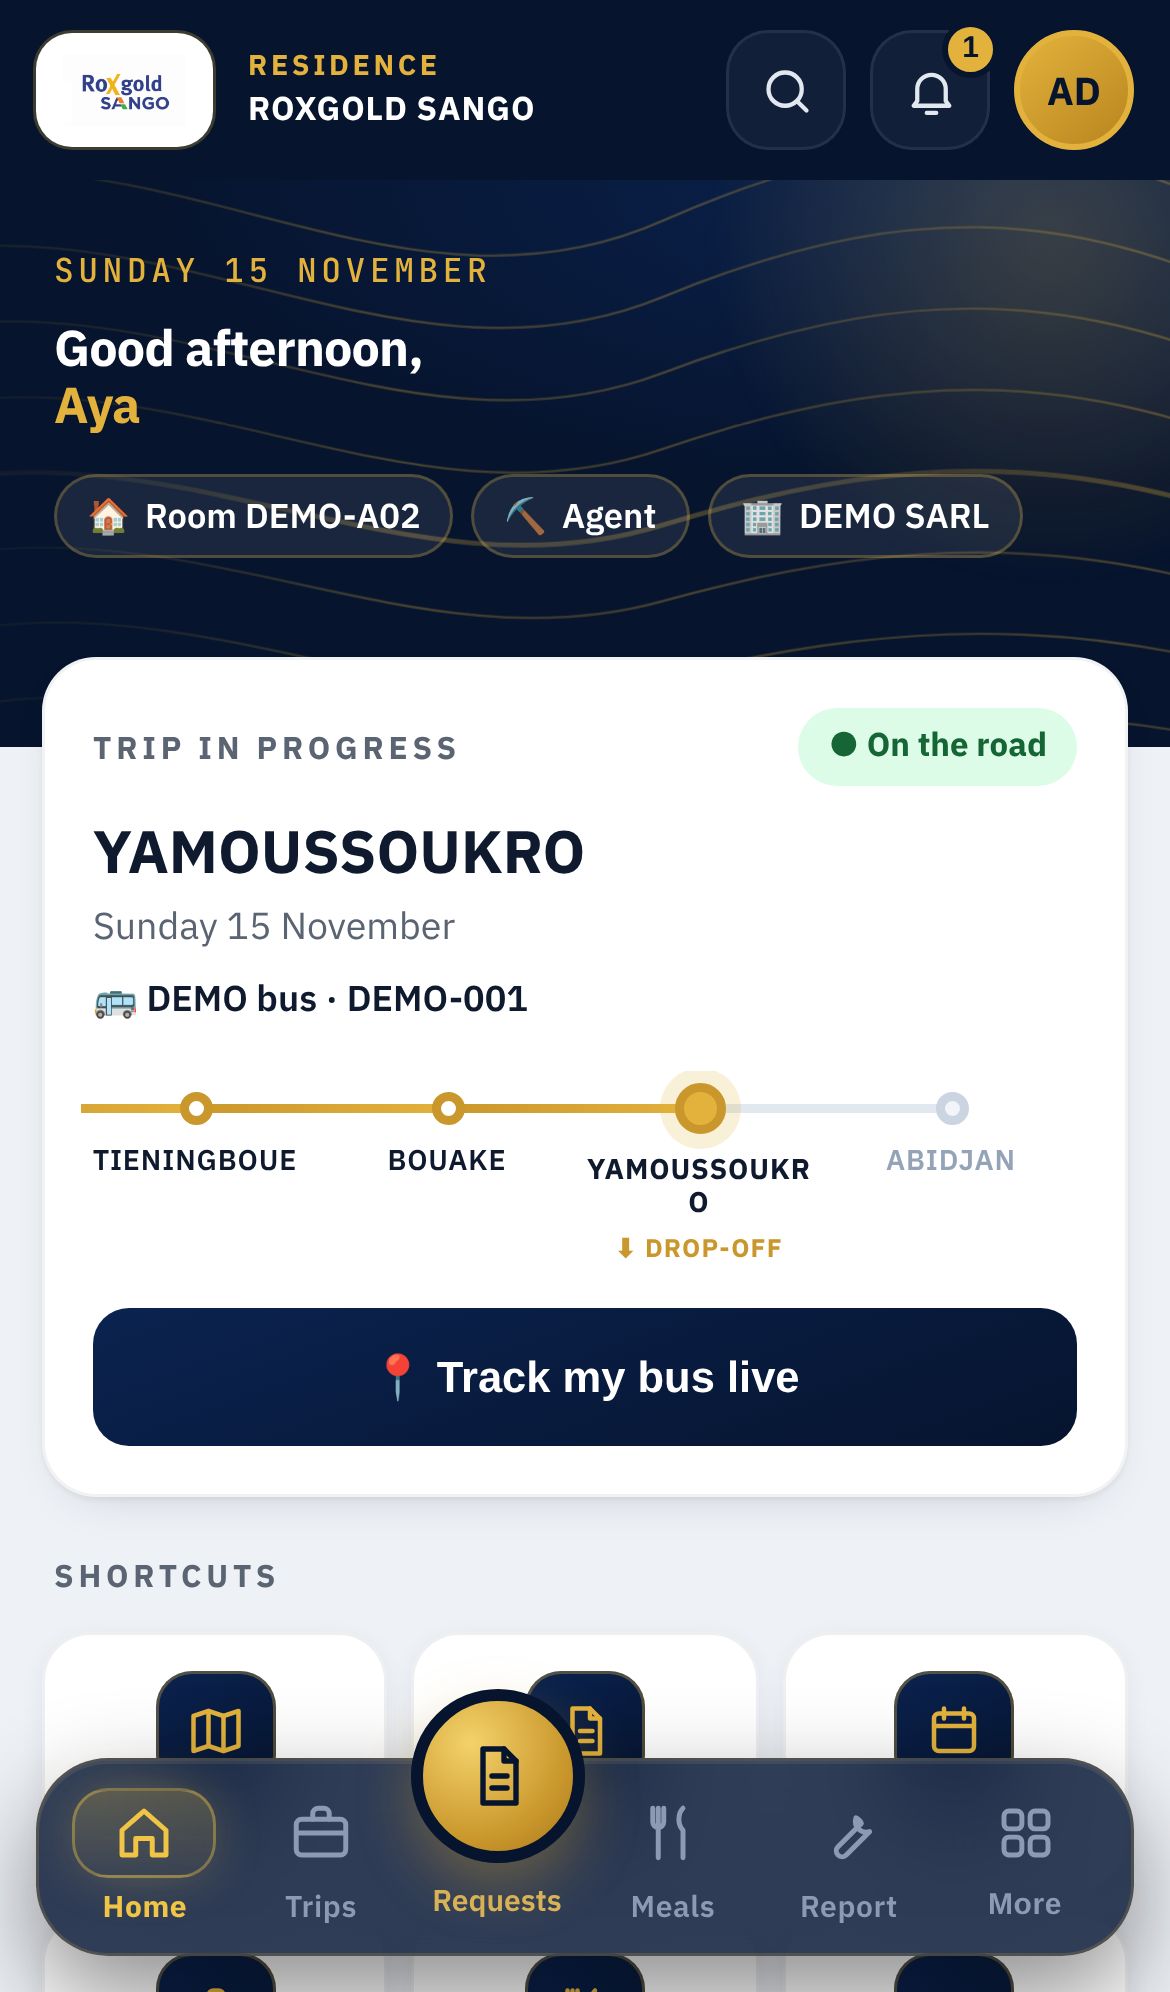 Roxgold
SANGO
RESIDENCE
ROXGOLD SANGO
1
AD
SUNDAY 15 NOVEMBER
Good afternoon,
Aya
Room DEMO-A02
Agent
DEMO SARL
TRIP IN PROGRESS
On the road
YAMOUSSOUKRO
Sunday 15 November
DEMO bus · DEMO-001
TIENINGBOUE
BOUAKE
YAMOUSSOUKR
O
ABIDJAN
⬇ DROP-OFF
Track my bus live
SHORTCUTS
Home
Trips
Requests
Meals
Report
More